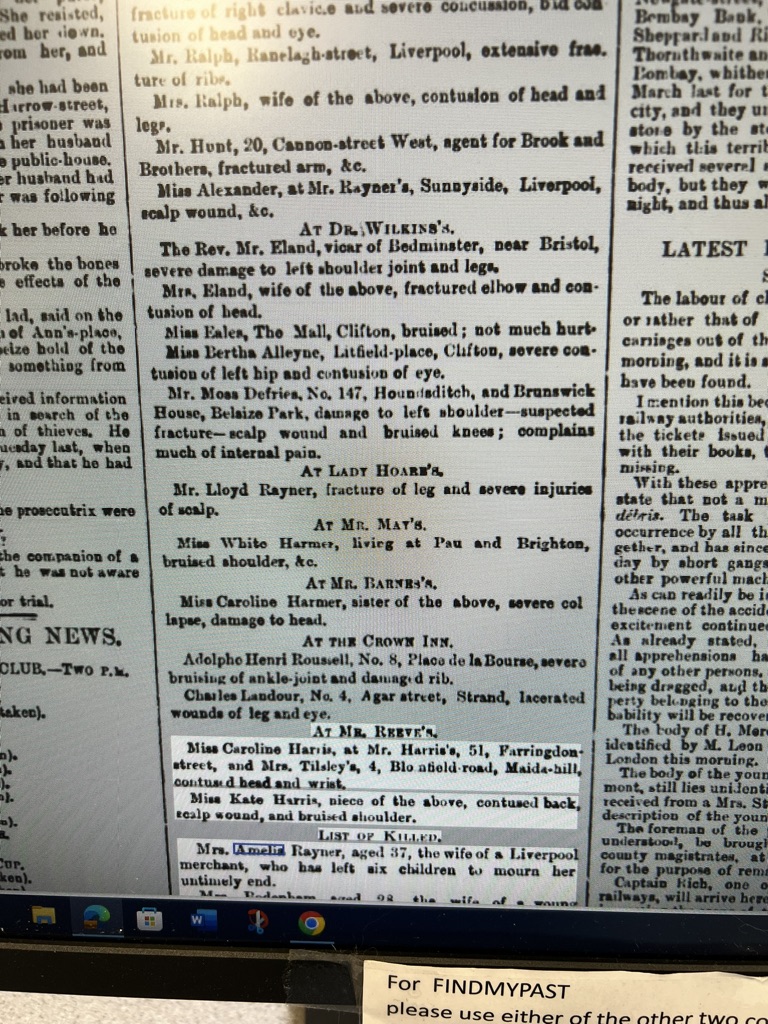 She resisted,
ed her down.
rom her, and
she had been
Harrow-street,
prisoner was
her husband
public-house.
er husband had
was following
k her before he
broke the bones
effects of the
lad, said on the
of Ann's-place,
seize hold of the
something from
eived information
in search of the
n of thieves. He
uesday last, when
, and that he had
he prosecutrix were
the companion of a
t he was not aware
or trial.
NG NEWS.
CLUB.—TWO P.M.
taken).
CUP.
ken).
fracture of right clavicle and severe concussion, bad con
tusion of head and eye.
Mr. Ralph, Ranelagh-street, Liverpool, extensive frac-
ture of ribs.
Mrs. Ralph, wife of the above, contusion of head and
legs.
Mr. Hunt, 20, Cannon-street West, agent for Brook and
Brothers, fractured arm, &c.
Miss Alexander, at Mr. Rayner's, Sunnyside, Liverpool,
scalp wound, &c.
AT DR. WILKINS'S.
The Rev. Mr. Eland, vicar of Bedminster, near Bristol,
severe damage to left shoulder joint and legs.
Mrs. Eland, wife of the above, fractured elbow and con-
tusion of head.
Miss Eales, The Mall, Clifton, bruised; not much hurt.
Miss Bertha Alleyne, Litfield-place, Clifton, severe con-
tusion of left hip and contusion of eye.
Mr. Moss Defries, No. 147, Houndsditch, and Brunswick
House, Belsize Park, damage to left shoulder—suspected
fracture—scalp wound and bruised knees; complains
much of internal pain.
AT LADY HOARE'S.
Mr. Lloyd Rayner, fracture of leg and severe injuries
of scalp.
AT MR. MAY'S.
Miss White Harmer, living at Pau and Brighton,
bruised shoulder, &c.
AT MR. BARNES'S.
Miss Caroline Harmer, sister of the above, severe col
lapse, damage to head.
AT THE CROWN INN.
Adolphe Henri Roussell, No. 8, Place de la Bourse, severe
bruising of ankle-joint and damaged rib.
Charles Landour, No. 4, Agar street, Strand, lacerated
wounds of leg and eye.
AT MR. REEVE'S.
Miss Caroline Harris, at Mr. Harris's, 51, Farringdon-
street, and Mrs. Tilsley's, 4, Blomfield-road, Maida-hill,
contused head and wrist.
Miss Kate Harris, niece of the above, contused back,
scalp wound, and bruised shoulder.
LIST OF KILLED.
Mrs. Amelia Rayner, aged 37, the wife of a Liverpool
merchant, who has left six children to mourn her
untimely end.
aged 28, the wife of a young
Bombay Bank.
Sheppard and
Thornthwaite an
Bombay, whither
March last for t
city, and they
store by the
which this terrib
received several
body, but they w
night, and thus al
LATEST
The labour of cl
or rather that of
carriages out of th
morning, and it is a
have been found.
I mention this bec
railway authorities,
the tickets issued
with their books, t
missing.
With these appre
state that not a m
débris. The task
occurrence by all th
gether, and has since
day by short gangs
other powerful mach
As can readily be i
the scene of the accid
excitement continue
As already stated,
all apprehensions ha
of any other persons.
being dragged, and th
perty belonging to the
bability will be recover
The body of H. Mer
identified by M. Leon
London this morning.
The body of the youn
mont, still lies unidenti
received from a Mrs. St
description of the youn
The foreman of the
understood, be brough
county magistrates, at
for the purpose of rem
Captain Rich, one o
railways, will arrive here
For FINDMYPAST
please use either of the other two co